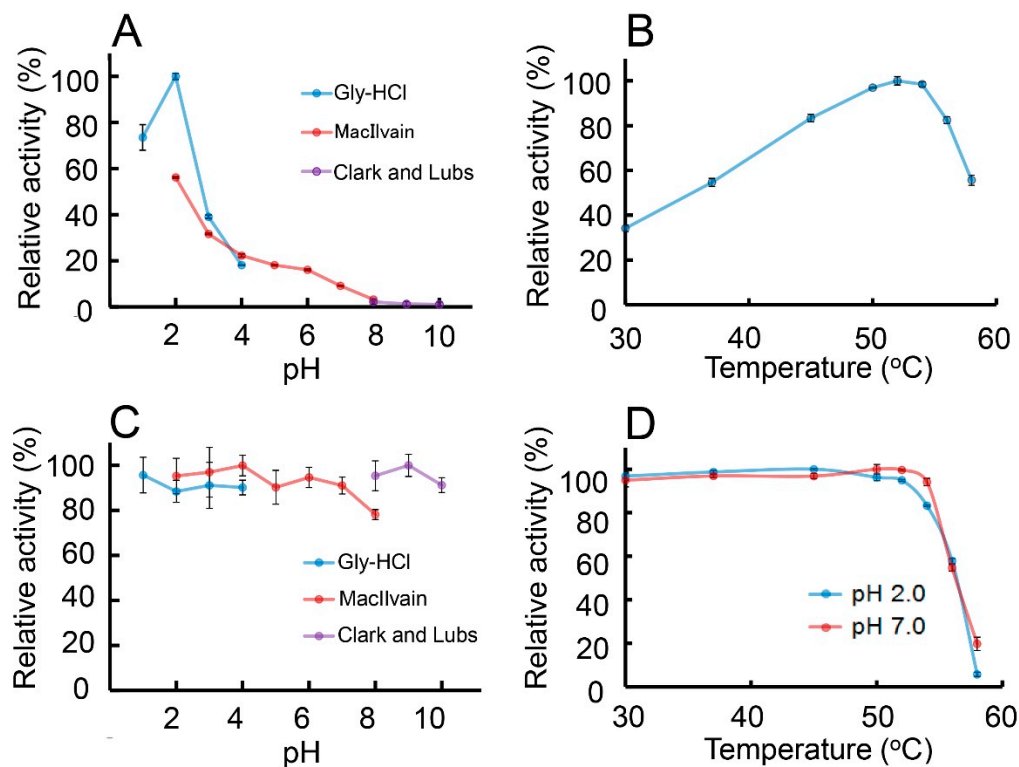 A
Relative activity (%)
100
80
60
40
20
0
Gly-HCl
MacIlvain
Clark and Lubs
2 4 6 8 10
pH
B
Relative activity (%)
100
80
60
40
20
0
30 40 50 60
Temperature (oC)
C
Relative activity (%)
100
80
60
40
20
0
Gly-HCl
MacIlvain
Clark and Lubs
2 4 6 8 10
pH
D
Relative activity (%)
100
80
60
40
20
0
pH 2.0
pH 7.0
30 40 50 60
Temperature (oC)